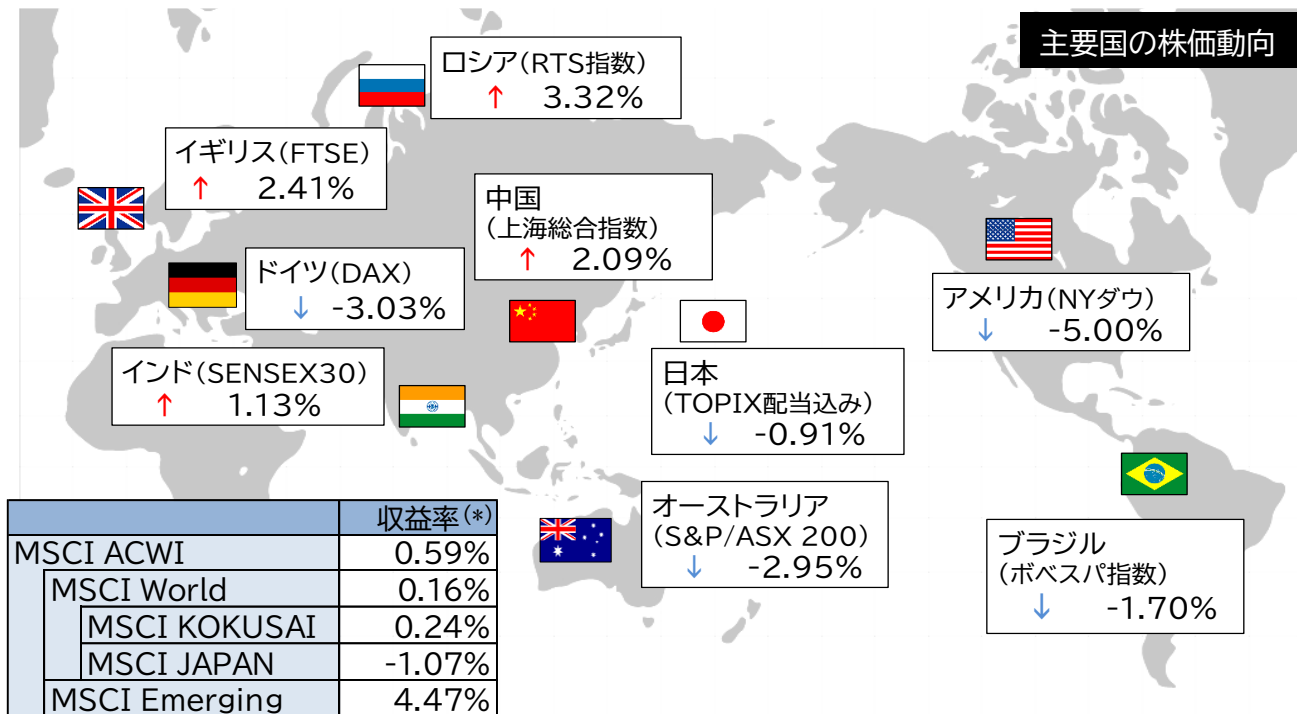 主要国の株価動向
ロシア(RTS指数)
↑ 3.32%
イギリス(FTSE)
↑ 2.41%
中国
(上海総合指数)
↑ 2.09%
ドイツ(DAX)
↓ -3.03%
アメリカ(NYダウ)
↓ -5.00%
インド(SENSEX30)
↑ 1.13%
日本
(TOPIX配当込み)
↓ -0.91%
オーストラリア
(S&P/ASX 200)
↓ -2.95%
ブラジル
(ボベスパ指数)
↓ -1.70%
収益率(*)
MSCI ACWI 0.59%
MSCI World 0.16%
MSCI KOKUSAI 0.24%
MSCI JAPAN -1.07%
MSCI Emerging 4.47%